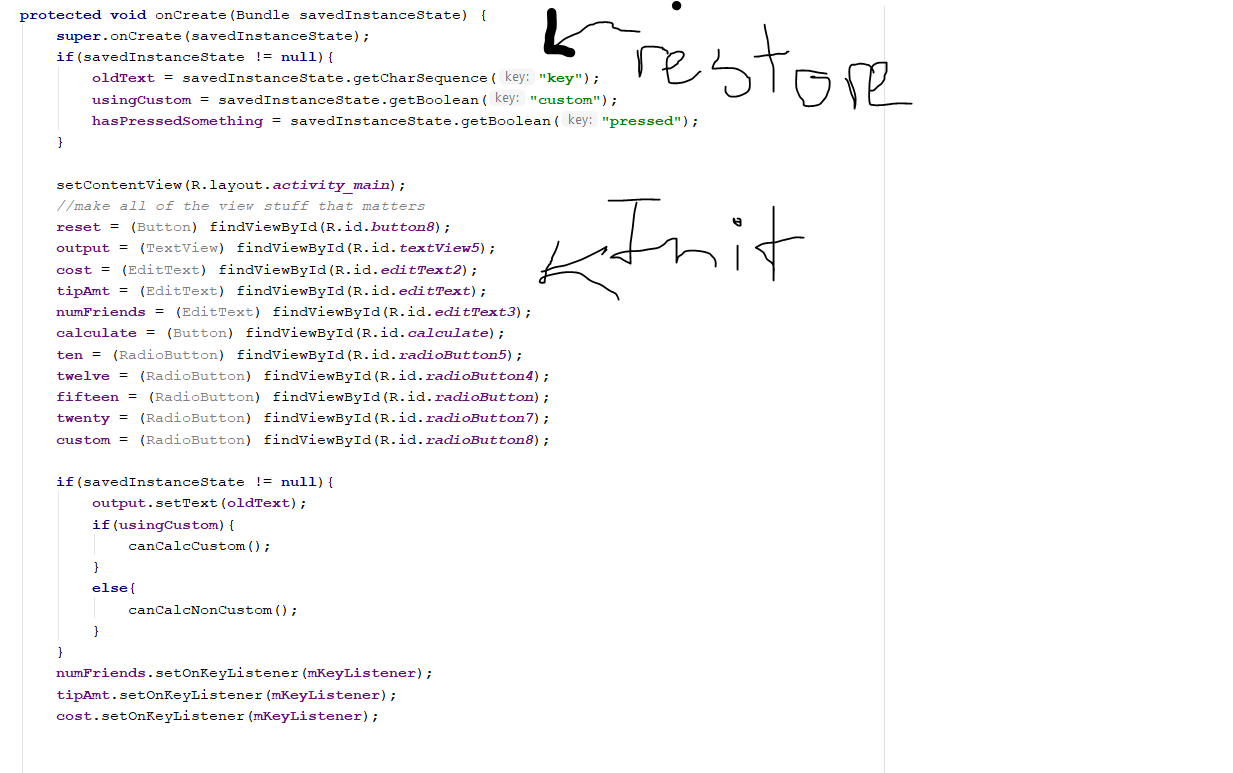 protected void onCreate(Bundle savedInstanceState) {
super.onCreate(savedInstanceState);
if(savedInstanceState != null){
oldText = savedInstanceState.getCharSequence( key: "key");
restore
usingCustom = savedInstanceState.getBoolean( key: "custom");
hasPressedSomething = savedInstanceState.getBoolean( key: "pressed");
}
setContentView(R.layout.activity_main);
//make all of the view stuff that matters
reset = (Button) findViewById(R.id.button8);
output = (TextView) findViewById(R.id.textView5);
Init
cost = (EditText) findViewById(R.id.editText2);
tipAmt = (EditText) findViewById(R.id.editText);
numFriends = (EditText) findViewById(R.id.editText3);
calculate = (Button) findViewById(R.id.calculate);
ten = (RadioButton) findViewById(R.id.radioButton5);
twelve = (RadioButton) findViewById(R.id.radioButton4);
fifteen = (RadioButton) findViewById(R.id.radioButton);
twenty = (RadioButton) findViewById(R.id.radioButton7);
custom = (RadioButton) findViewById(R.id.radioButton8);
if(savedInstanceState != null){
output.setText(oldText);
if(usingCustom){
canCalcCustom();
}
else{
canCalcNonCustom();
}
}
numFriends.setOnKeyListener(mKeyListener);
tipAmt.setOnKeyListener(mKeyListener);
cost.setOnKeyListener(mKeyListener);